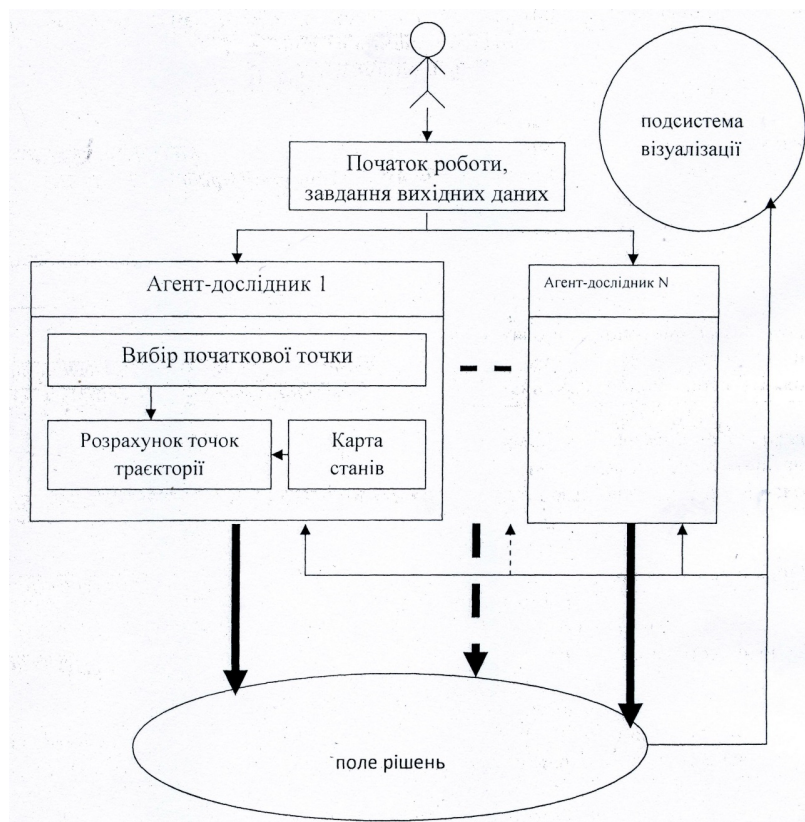 подсистема
візуалізації
Початок роботи,
завдання вихідних даних
Агент-дослідник 1
Агент-дослідник N
Вибір початкової точки
Розрахунок точок
траєкторії
Карта
станів
поле рішень